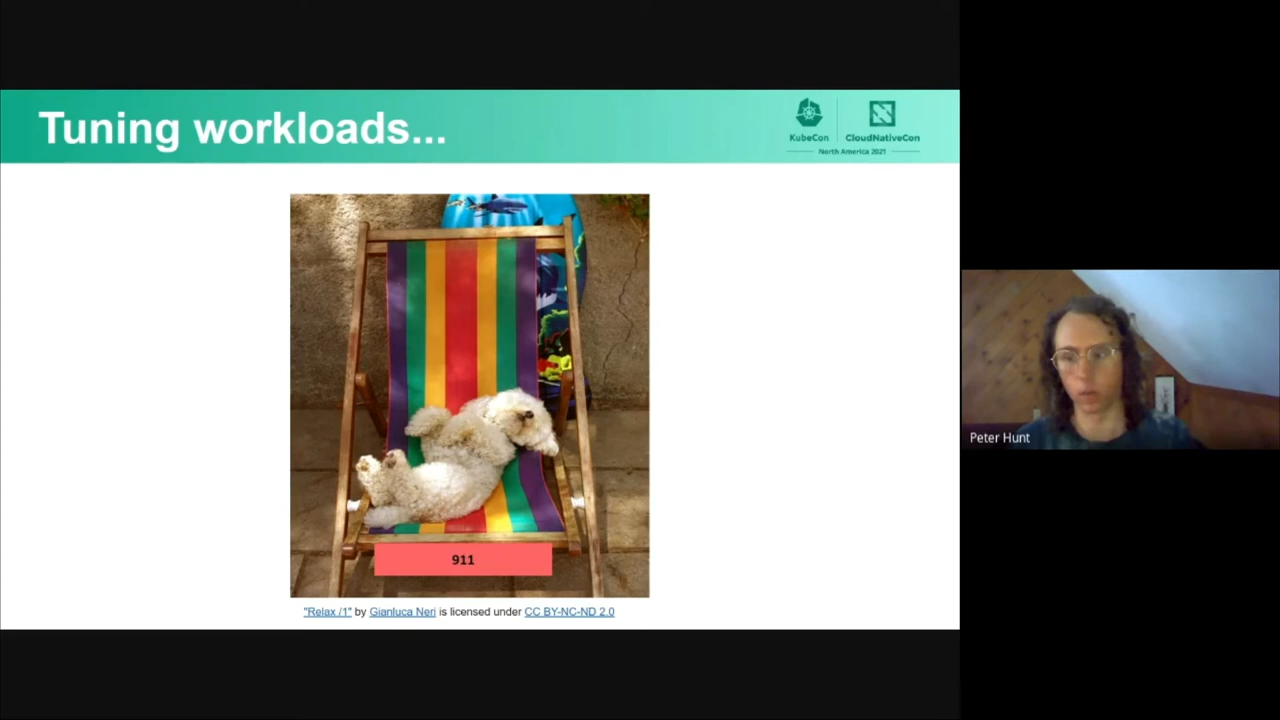 Tuning workloads...
KubeCon
CloudNativeCon
North America 2021
911
"Relax /1" by Gianluca Neri is licensed under CC BY-NC-ND 2.0
Peter Hunt